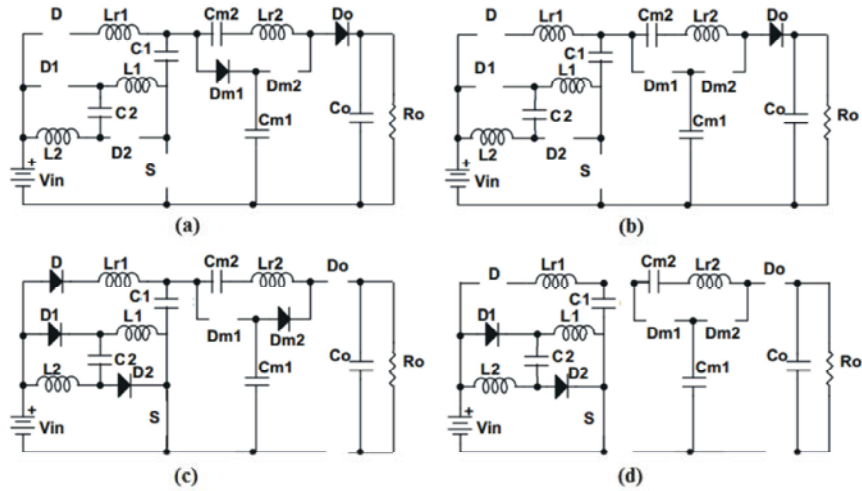 D Lr1 Cm2 Lr2 Do
C1
D1 L1 Dm1 Dm2
C2 Co Ro
L2 D2 Cm1
S
+
Vin
(a)
D Lr1 Cm2 Lr2 Do
C1
D1 L1 Dm1 Dm2
C2 Co Ro
L2 D2 Cm1
S
+
Vin
(b)
D Lr1 Cm2 Lr2 Do
C1
D1 L1 Dm1 Dm2
C2 Co Ro
L2 D2 Cm1
S
+
Vin
(c)
D Lr1 Cm2 Lr2 Do
C1
D1 L1 Dm1 Dm2
C2 Co Ro
L2 D2 Cm1
S
+
Vin
(d)